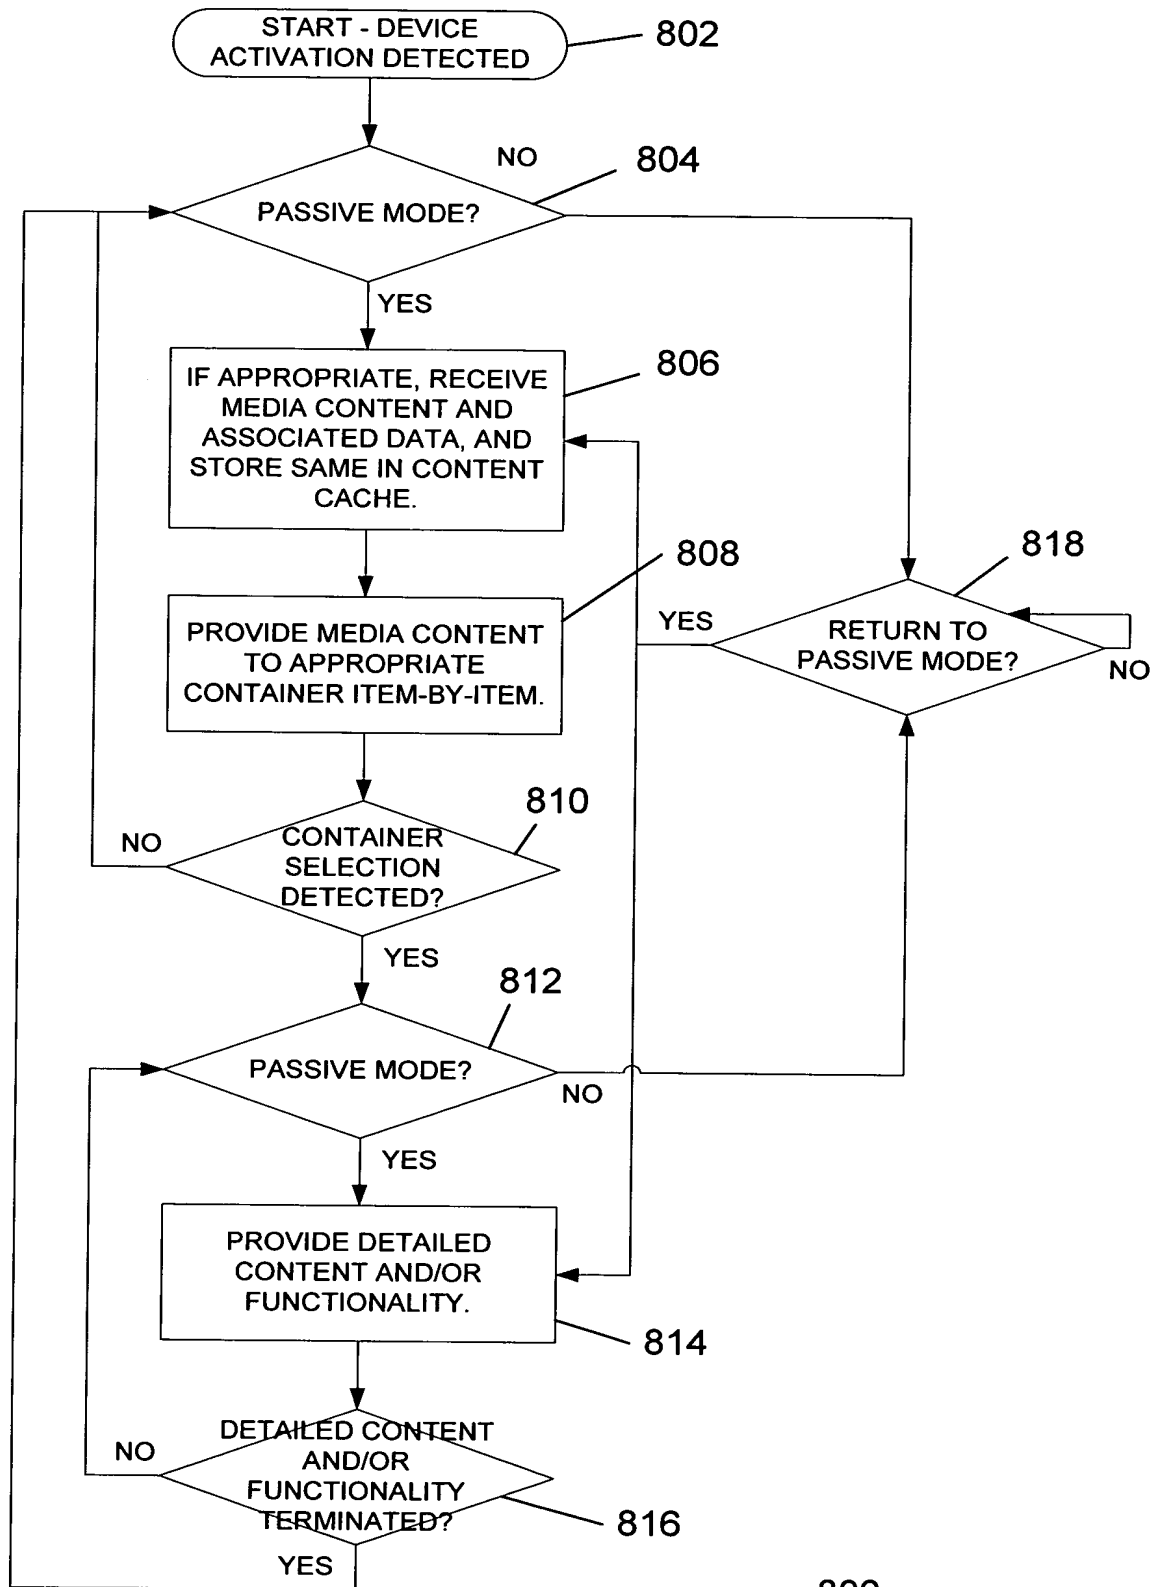 START - DEVICE
ACTIVATION DETECTED
802
NO
804
PASSIVE MODE?
YES
806
IF APPROPRIATE, RECEIVE
MEDIA CONTENT AND
ASSOCIATED DATA, AND
STORE SAME IN CONTENT
CACHE.
808
818
PROVIDE MEDIA CONTENT
TO APPROPRIATE
CONTAINER ITEM-BY-ITEM.
YES
RETURN TO
PASSIVE MODE?
NO
810
NO
CONTAINER
SELECTION
DETECTED?
YES
812
PASSIVE MODE?
NO
YES
PROVIDE DETAILED
CONTENT AND/OR
FUNCTIONALITY.
814
NO
DETAILED CONTENT
AND/OR
FUNCTIONALITY
TERMINATED?
816
YES